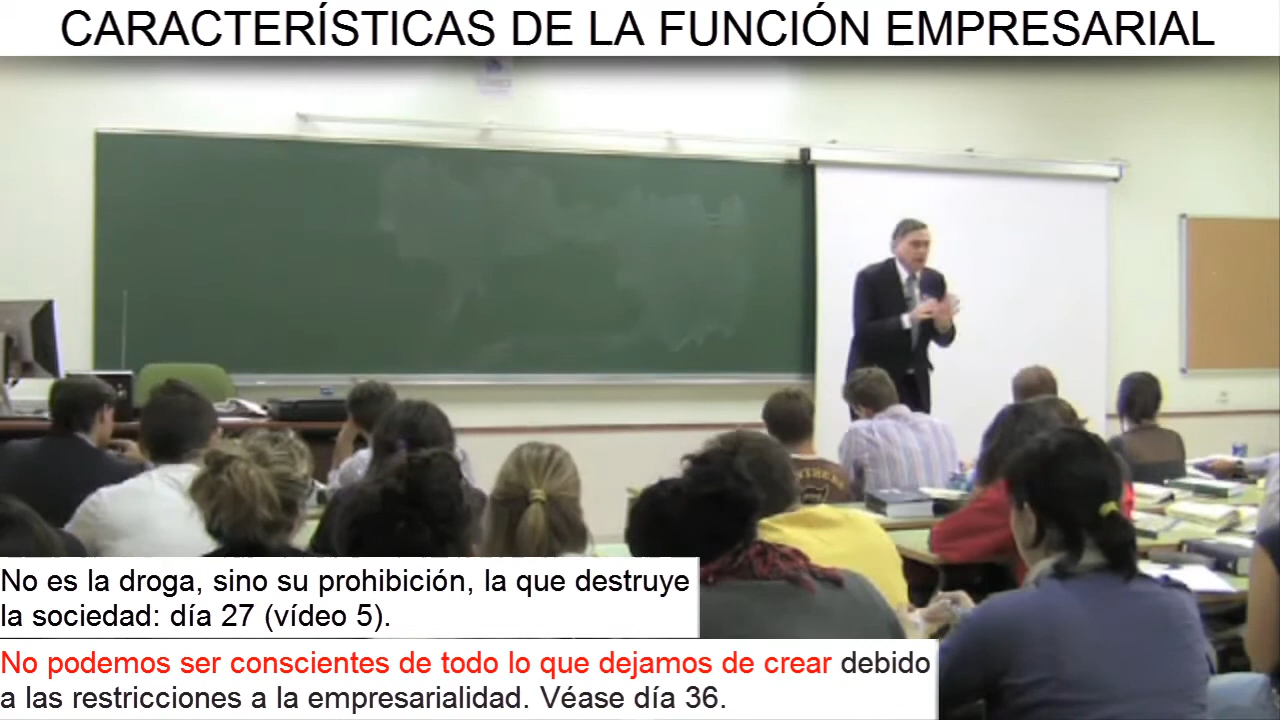 CARACTERÍSTICAS DE LA FUNCIÓN EMPRESARIAL
No es la droga, sino su prohibición, la que destruye
la sociedad: día 27 (vídeo 5).
No podemos ser conscientes de todo lo que dejamos de crear debido
a las restricciones a la empresarialidad. Véase día 36.